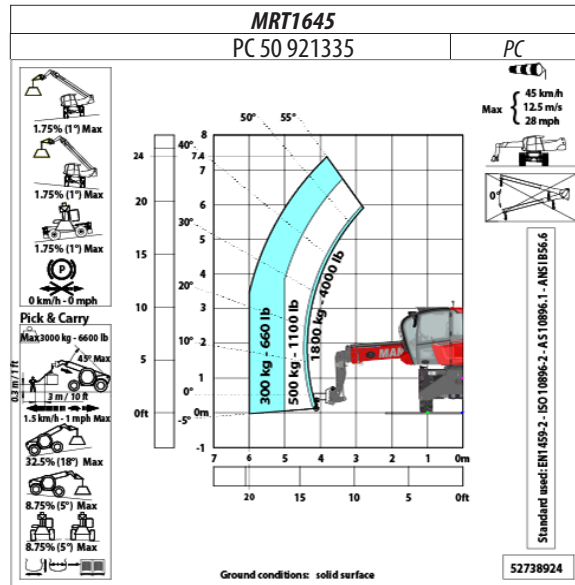 MRT1645
PC 50 921335
PC
1.75% (1°) Max
1.75% (1°) Max
1.75% (1°) Max
P
0 km/h - 0 mph
Pick & Carry
Max 3000 kg - 6600 lb
45° Max
0.3 m / 1 ft
3 m / 10 ft
1.5 km/h - 1 mph Max
32.5% (18°) Max
8.75% (5°) Max
8.75% (5°) Max
50° 55°
40°
30°
20°
10°
0°
-5°
24
20
15
10
5
0ft
8
7.4
7
6
5
4
3
2
1
0m
-1
300 kg - 660 lb
500 kg - 1100 lb
1800 kg - 4000 lb
MAN
7 6 5 4 3 2 1 0m
20 15 10 5 0ft
Max { 45 km/h
12.5 m/s
28 mph
0°
Standard used: EN1459-2 - ISO 10896-2 - AS 10896.1 - ANSI B56.6
Ground conditions: solid surface
52738924